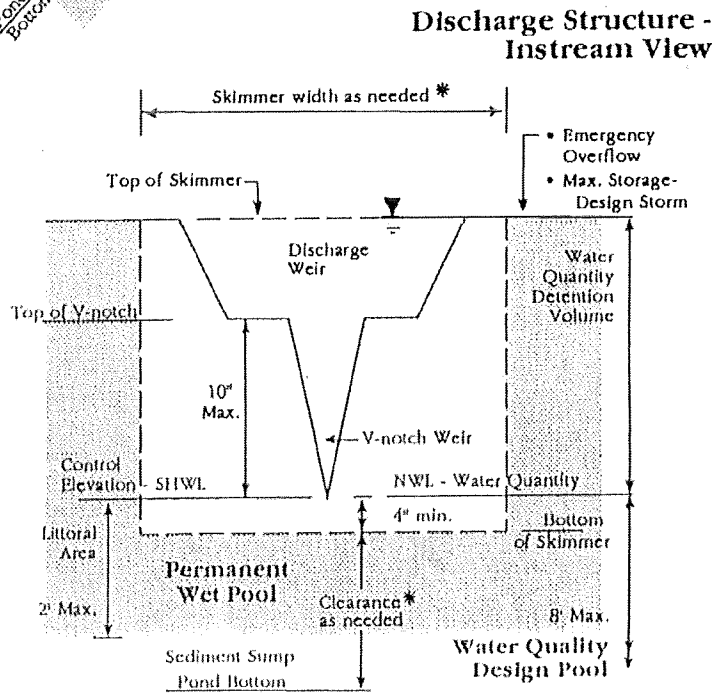 Pond
Bottom
Discharge Structure -
Instream View
Skimmer width as needed *
• Emergency
Overflow
• Max. Storage-
Design Storm
Top of Skimmer
Discharge
Weir
Water
Quantity
Detention
Volume
Top of V-notch
10"
Max.
V-notch Weir
Control
Elevation - SHWL
NWL - Water Quantity
4" min.
Bottom
of Skimmer
Littoral
Area
Permanent
Wet Pool
2' Max.
Clearance *
as needed
8' Max.
Sediment Sump
Pond Bottom
Water Quality
Design Pool